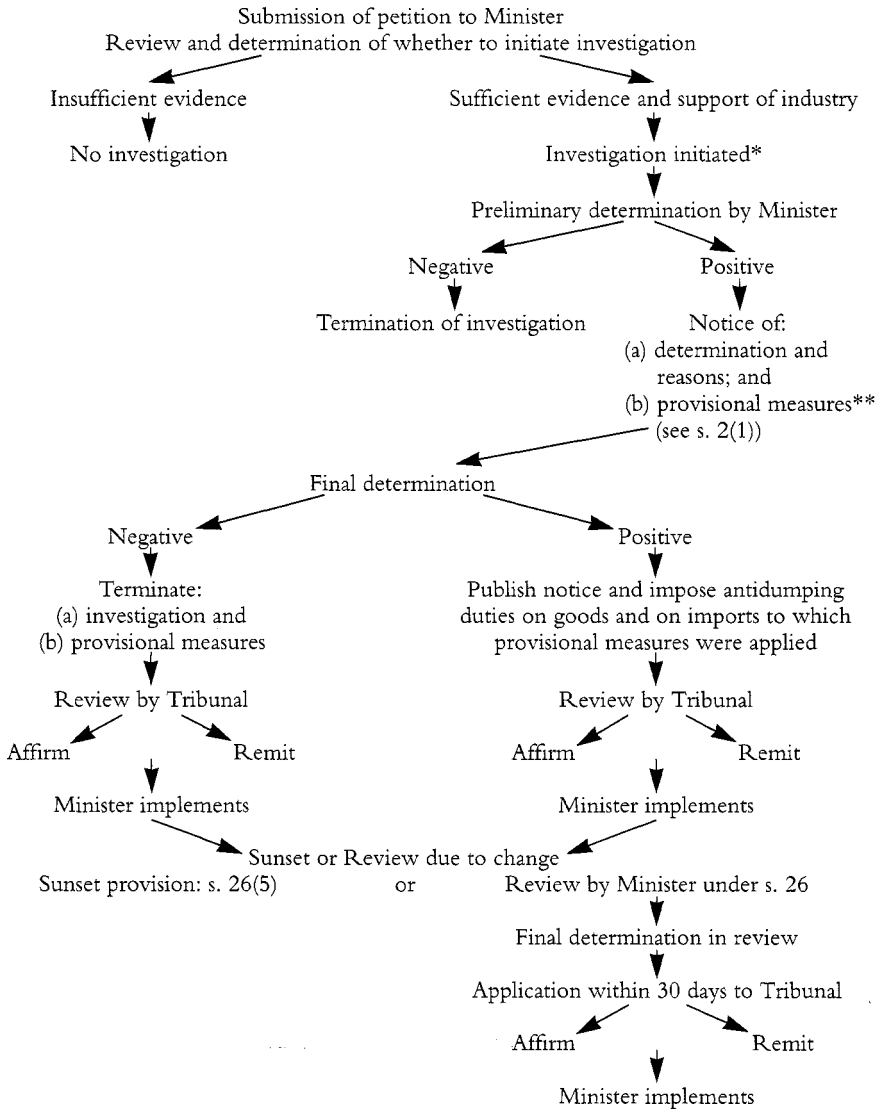 Submission of petition to Minister
Review and determination of whether to initiate investigation
Insufficient evidence
Sufficient evidence and support of industry
No investigation
Investigation initiated*
Preliminary determination by Minister
Negative
Positive
Termination of investigation
Notice of:
(a) determination and
reasons; and
(b) provisional measures**
(see s. 2(1))
Final determination
Negative
Positive
Terminate:
(a) investigation and
(b) provisional measures
Publish notice and impose antidumping
duties on goods and on imports to which
provisional measures were applied
Review by Tribunal
Review by Tribunal
Affirm
Remit
Affirm
Remit
Minister implements
Minister implements
Sunset or Review due to change
Sunset provision: s. 26(5)
or
Review by Minister under s. 26
Final determination in review
Application within 30 days to Tribunal
Affirm
Remit
Minister implements